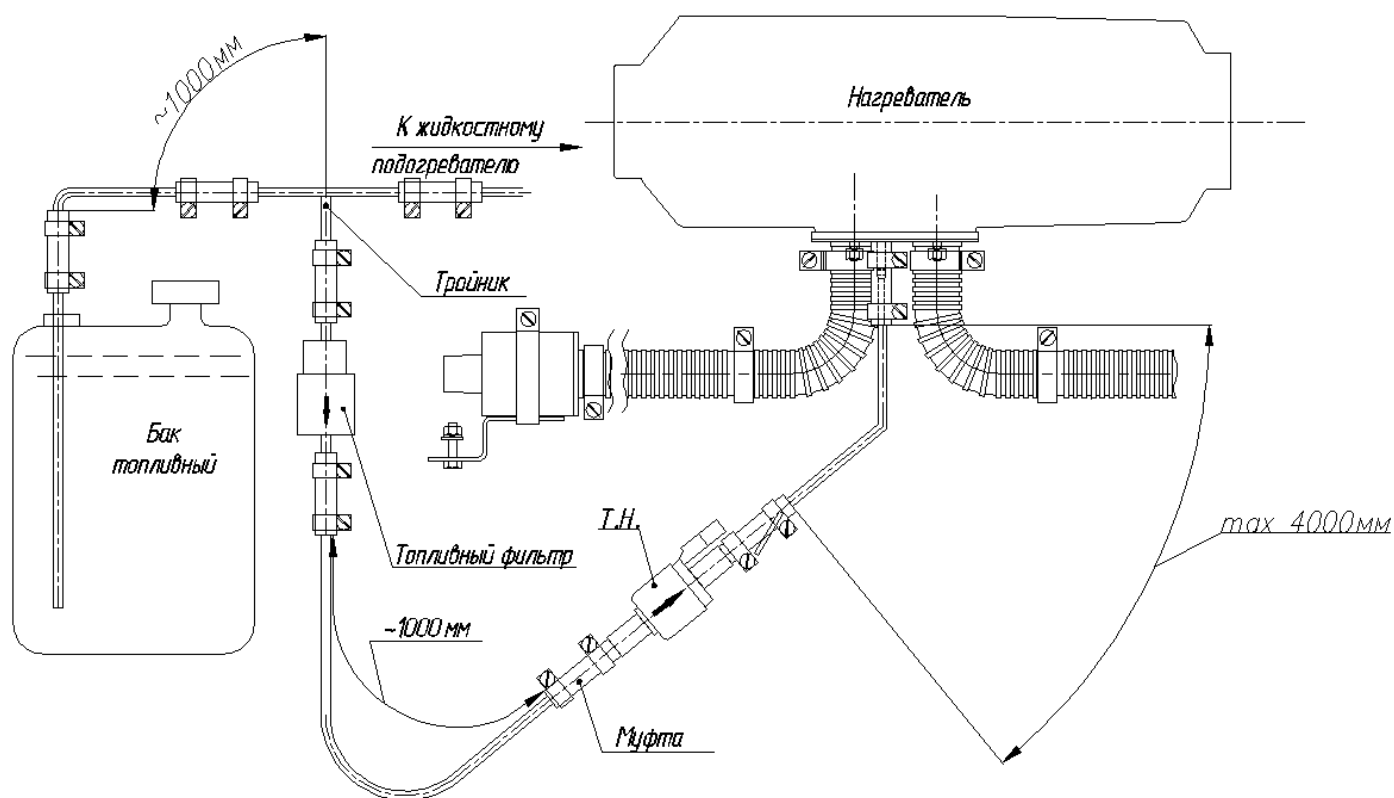 ~1000мм
К жидкостному
подогревателю
Нагреватель
Тройник
Бак
топливный
Топливный фильтр
Т.Н.
~1000 мм
Муфта
max 4000мм